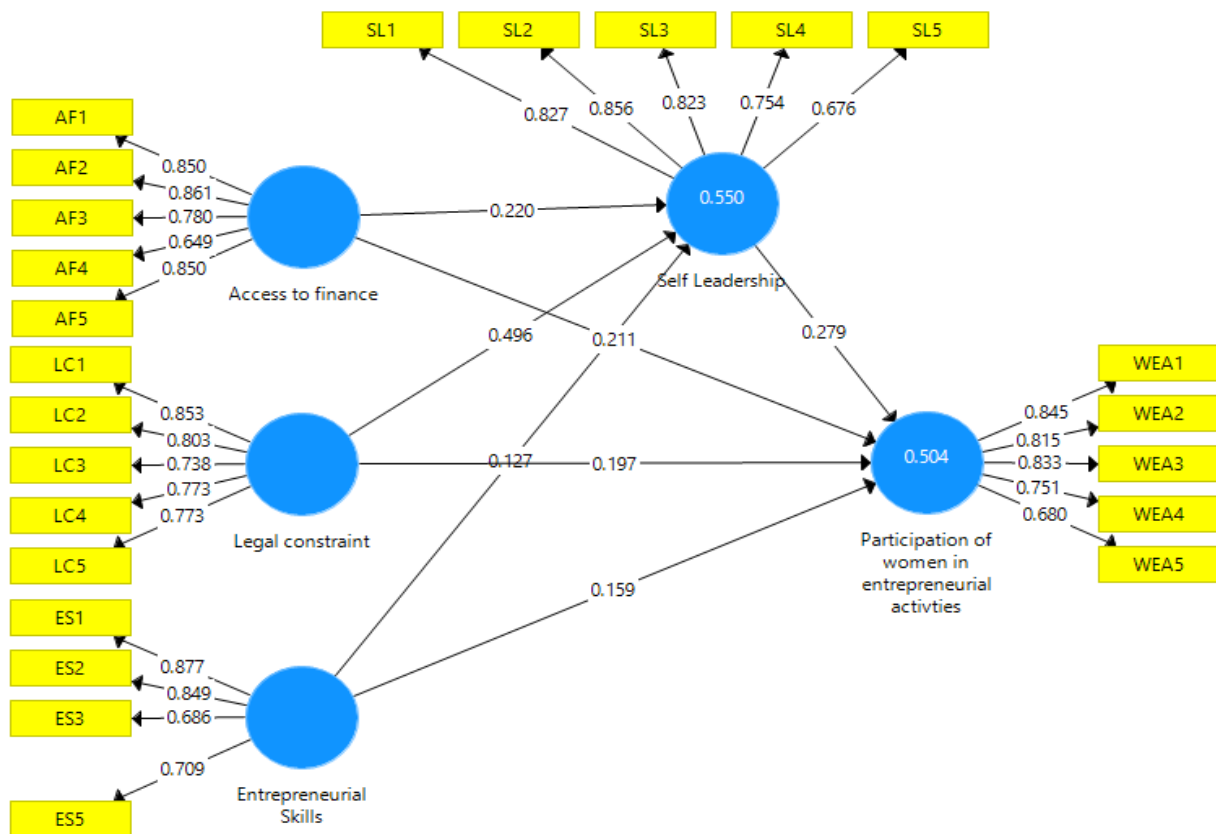 SL1
SL2
SL3
SL4
SL5
0.827
0.856
0.823
0.754
0.676
AF1
AF2
AF3
AF4
AF5
0.850
0.861
0.780
0.649
0.850
Access to finance
0.220
0.550
Self Leadership
0.496
0.211
0.279
LC1
LC2
LC3
LC4
LC5
0.853
0.803
0.738
0.773
0.773
Legal constraint
0.127
0.197
0.504
Participation of
women in
entrepreneurial
activties
0.845
0.815
0.833
0.751
0.680
WEA1
WEA2
WEA3
WEA4
WEA5
ES1
ES2
ES3
ES5
0.877
0.849
0.686
0.709
0.159
Entrepreneurial
Skills